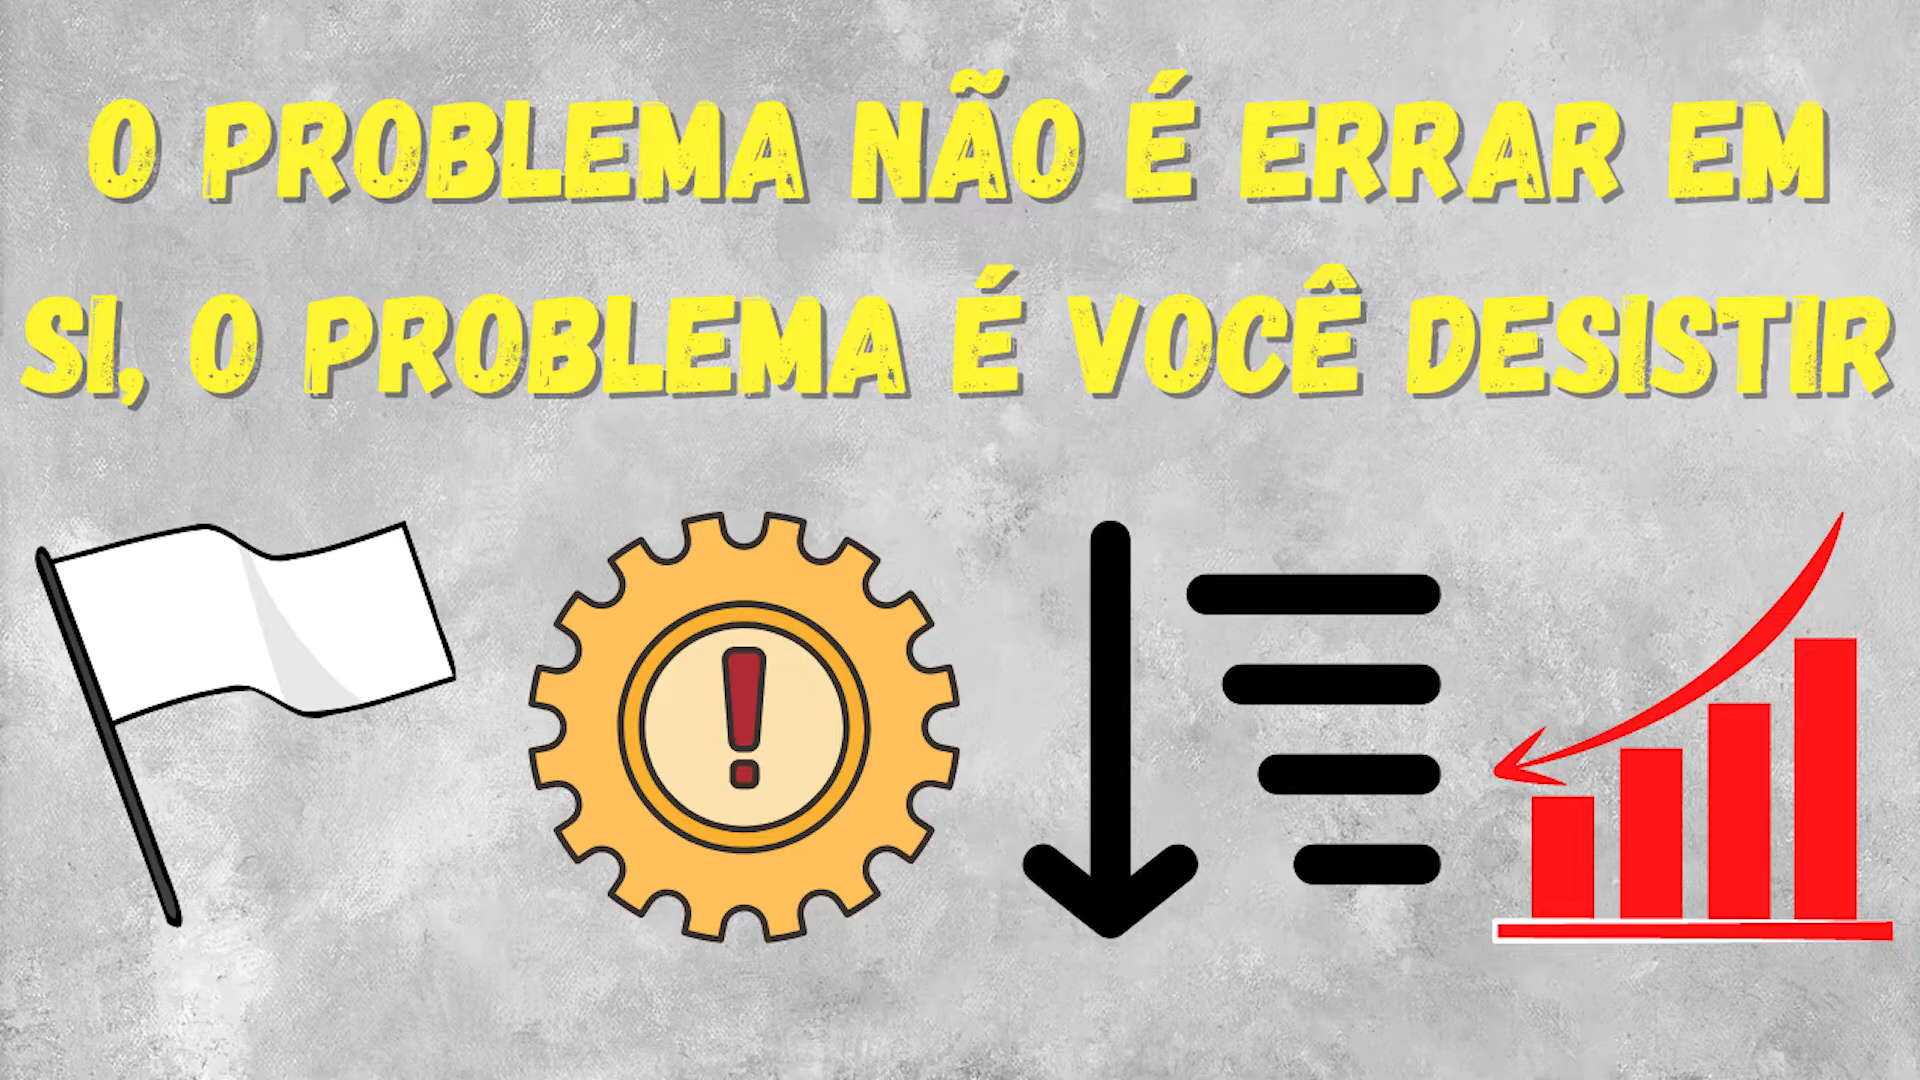 O PROBLEMA NÃO É ERRAR EM
SI, O PROBLEMA É VOCÊ DESISTIR